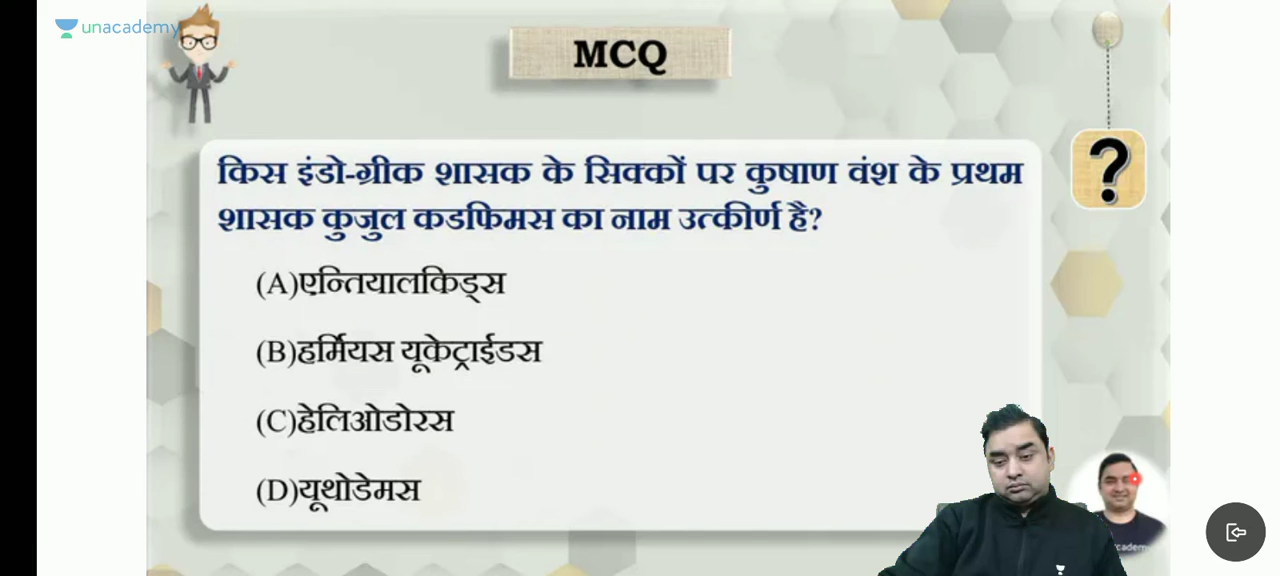 unacademy
MCQ
किस इंडो-ग्रीक शासक के सिक्कों पर कुषाण वंश के प्रथम
शासक कुजुल कडफिमस का नाम उत्कीर्ण है?
?
(A)एन्तियालकिड्स
(B)हर्मियस यूकेट्राईडस
(C)हेलिओडोरस
(D)यूथोडेमस